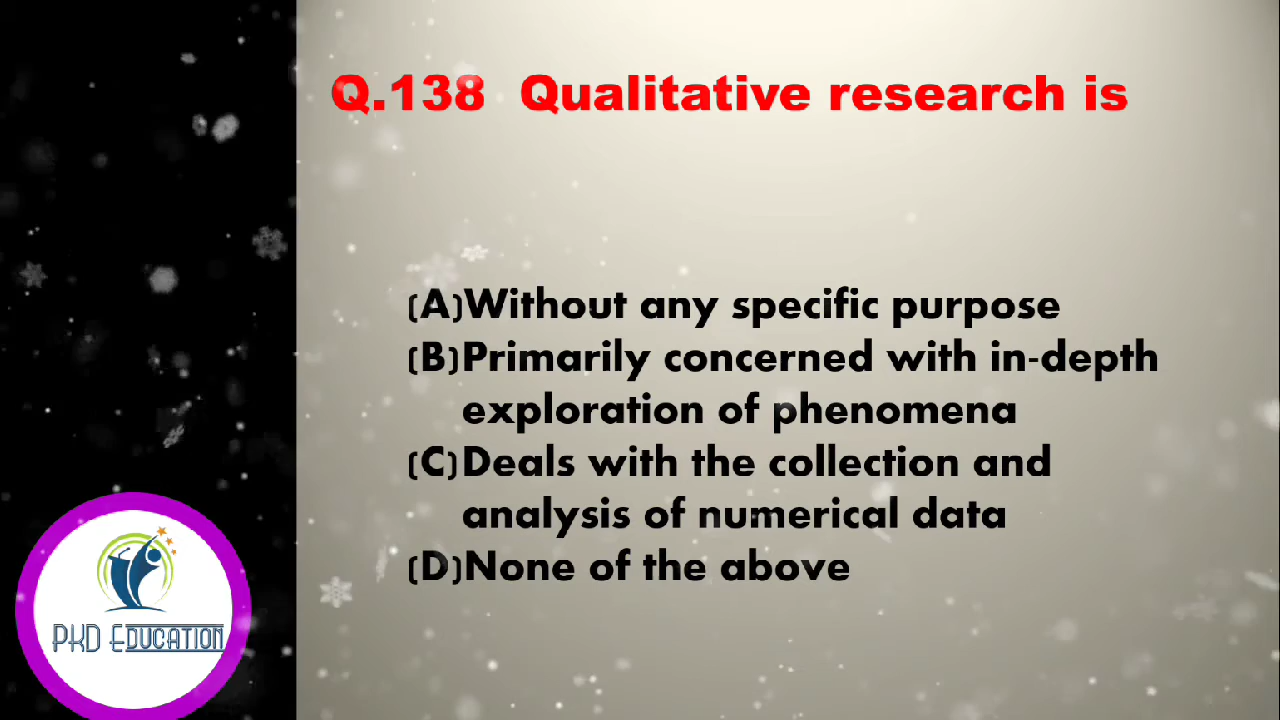 Q.138 Qualitative research is
(A)Without any specific purpose
(B)Primarily concerned with in-depth
exploration of phenomena
(C)Deals with the collection and
analysis of numerical data
(D)None of the above
PKD EDUCATION